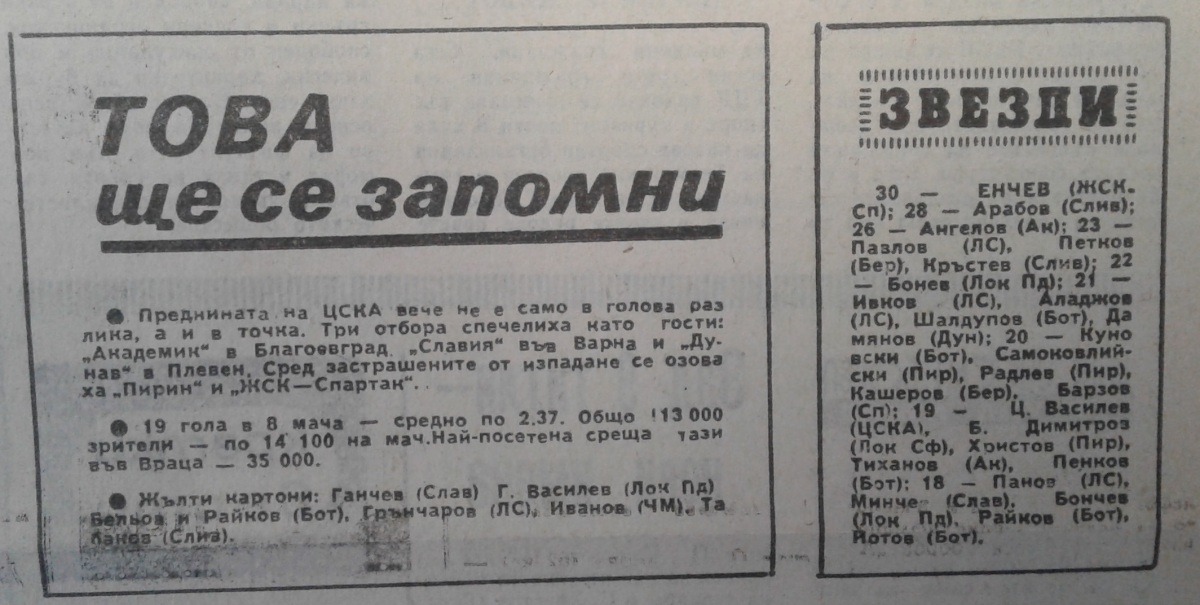 ТОВА
ще се запомни
● Преднината на ЦСКА вече не е само в голова раз
лика, а и в точка. Три отбора спечелиха като гости:
„Академик“ в Благоевград, „Славия“ във Варна и „Ду-
нав“ в Плевен. Сред застрашените от изпадане се озова
ха „Пирин“ и „ЖСК—Спартак“.
● 19 гола в 8 мача — средно по 2.37. Общо 113 000
зрители — по 14 100 на мач.Най-посетена среща тази
във Враца — 35 000.
● Жълти картони: Ганчев (Слав) Г. Василев (Лок Пд)
Бельов и Райков (Бот), Грънчаров (ЛС), Иванов (ЧМ), Та
баков (Слив).
ЗВЕЗДИ
30 — ЕНЧЕВ (ЖСК.
Сп); 28 — Арабов (Слив);
26 — Ангелов (Ак); 23 —
Пазлов (ЛС), Петков
(Бер), Кръстев (Слив); 22
— Бонев (Лок Пд); 21 —
Ивков (ЛС), Аладжов
(ЛС), Шалдупов (Бот), Да
мянов (Дун); 20 — Куно
вски (Бот), Самоковлий-
ски (Пир), Радлев (Пир),
Кашеров (Бер), Барзов
(Сп); 19 — Ц. Василев
(ЦСКА), Б. Димитроз
(Лок Сф), Христов (Пир),
Тиханов (Ак), Пенков
(Бот); 18 — Панов (ЛС),
Минчев (Слав), Бончев
(Лок Пд), Райков (Бот),
Йотов (Бот),